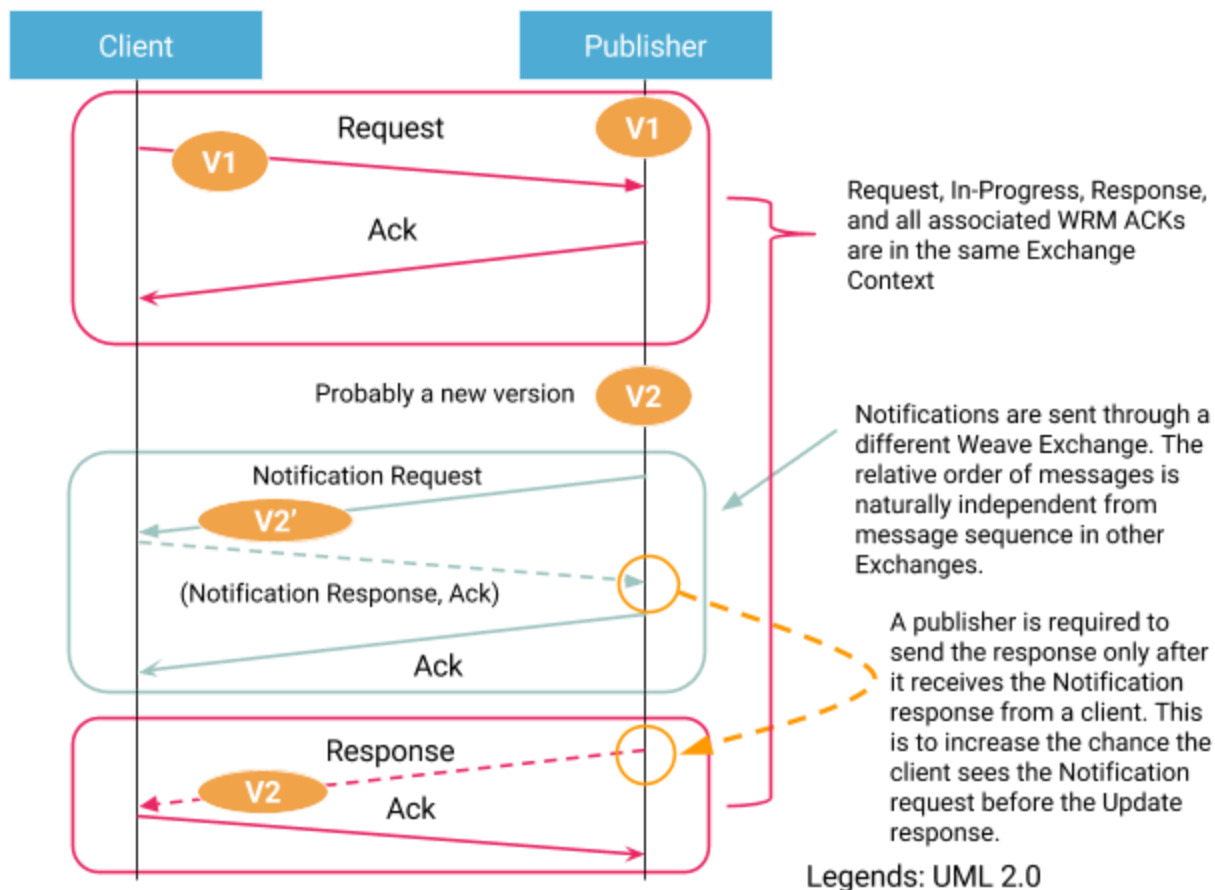 Client
Publisher
Request
V1
V1
Ack
Request, In-Progress, Response,
and all associated WRM ACKs
are in the same Exchange
Context
Probably a new version
V2
Notifications are sent through a
different Weave Exchange. The
relative order of messages is
naturally independent from
message sequence in other
Exchanges.
Notification Request
V2’
(Notification Response, Ack)
Ack
A publisher is required to
send the response only after
it receives the Notification
response from a client. This
is to increase the chance the
client sees the Notification
request before the Update
response.
Response
V2
Ack
Legends: UML 2.0